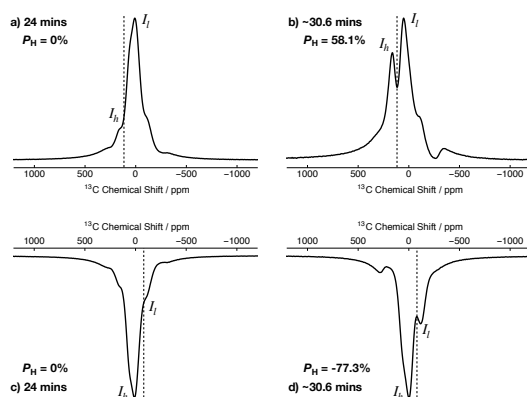 a) 24 mins
P_H = 0%
I_l
I_h
1000 500 0 −500 −1000
13C Chemical Shift / ppm
b) ~30.6 mins
P_H = 58.1%
I_h
I_l
1000 500 0 −500 −1000
13C Chemical Shift / ppm
13C Chemical Shift / ppm
1000 500 0 −500 −1000
I_l
P_H = 0%
c) 24 mins
I_h
13C Chemical Shift / ppm
1000 500 0 −500 −1000
I_l
P_H = -77.3%
d) ~30.6 mins
I_h